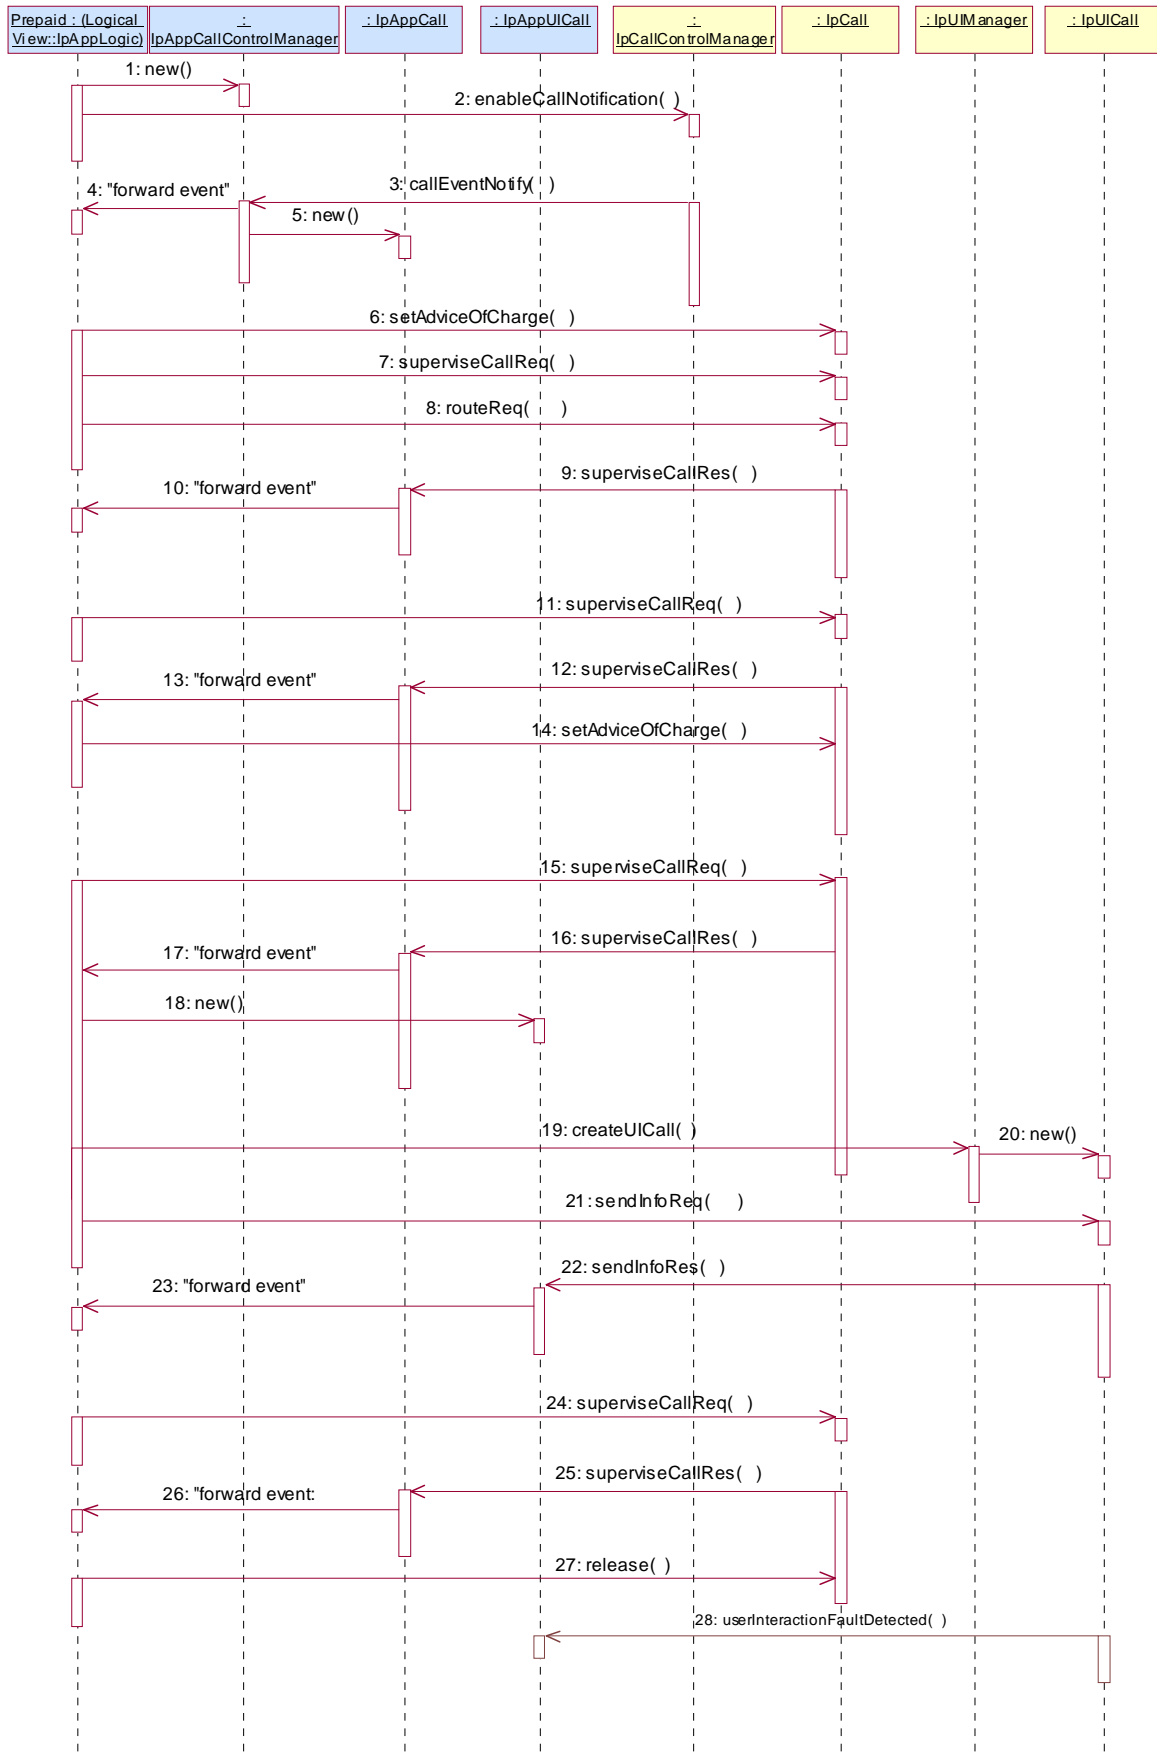 Prepaid : (Logical
View::IpAppLogic)
:
IpAppCallControlManager
: IpAppCall
: IpAppUICall
:
IpCallControlManager
: IpCall
: IpUIManager
: IpUICall
1: new()
2: enableCallNotification( )
3: callEventNotify( )
4: "forward event"
5: new()
6: setAdviceOfCharge( )
7: superviseCallReq( )
8: routeReq( )
9: superviseCallRes( )
10: "forward event"
11: superviseCallReq( )
12: superviseCallRes( )
13: "forward event"
14: setAdviceOfCharge( )
15: superviseCallReq( )
16: superviseCallRes( )
17: "forward event"
18: new()
19: createUICall( )
20: new()
21: sendInfoReq( )
22: sendInfoRes( )
23: "forward event"
24: superviseCallReq( )
25: superviseCallRes( )
26: "forward event:
27: release( )
28: userInteractionFaultDetected( )